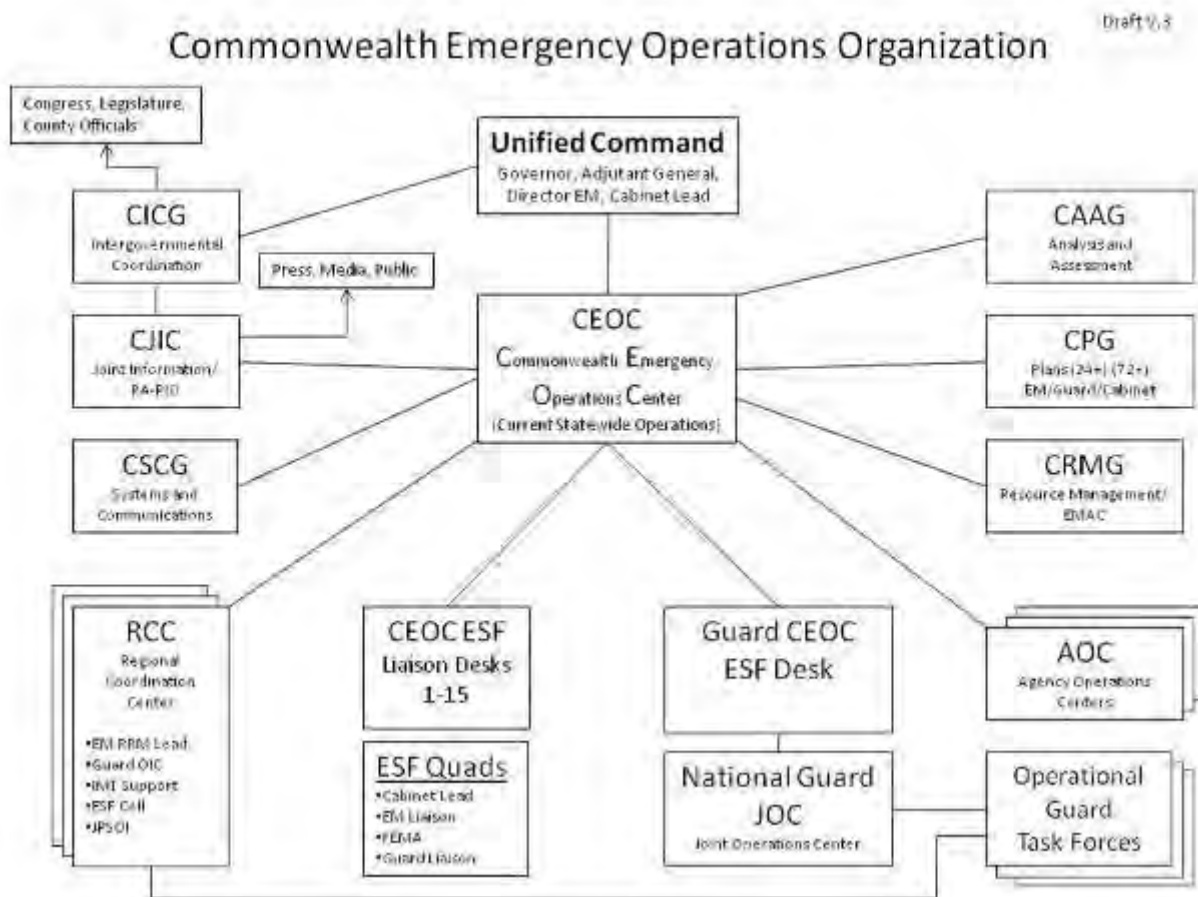 Draft V.3
Commonwealth Emergency Operations Organization
Congress, Legislature,
County Officials
Unified Command
Governor, Adjutant General,
Director EM, Cabinet Lead
CICG
Intergovernmental
Coordination
CAAG
Analysis and
Assessment
Press, Media, Public
CEOC
Commonwealth Emergency
Operations Center
(Current Statewide Operations)
CJIC
Joint Information/
PA-PIO
CPG
Plans (24+) (72+)
EM/Guard/Cabinet
CSCG
Systems and
Communications
CRMG
Resource Management/
EMAC
RCC
Regional
Coordination
Center
•EM RRM Lead
•Guard OIC
•IMT Support
•ESF Cell
•JPSOI
CEOC ESF
Liaison Desks
1-15
ESF Quads
•Cabinet Lead
•EM Liaison
•FEMA
•Guard Liaison
Guard CEOC
ESF Desk
National Guard
JOC
Joint Operations Center
AOC
Agency Operations
Centers
Operational
Guard
Task Forces